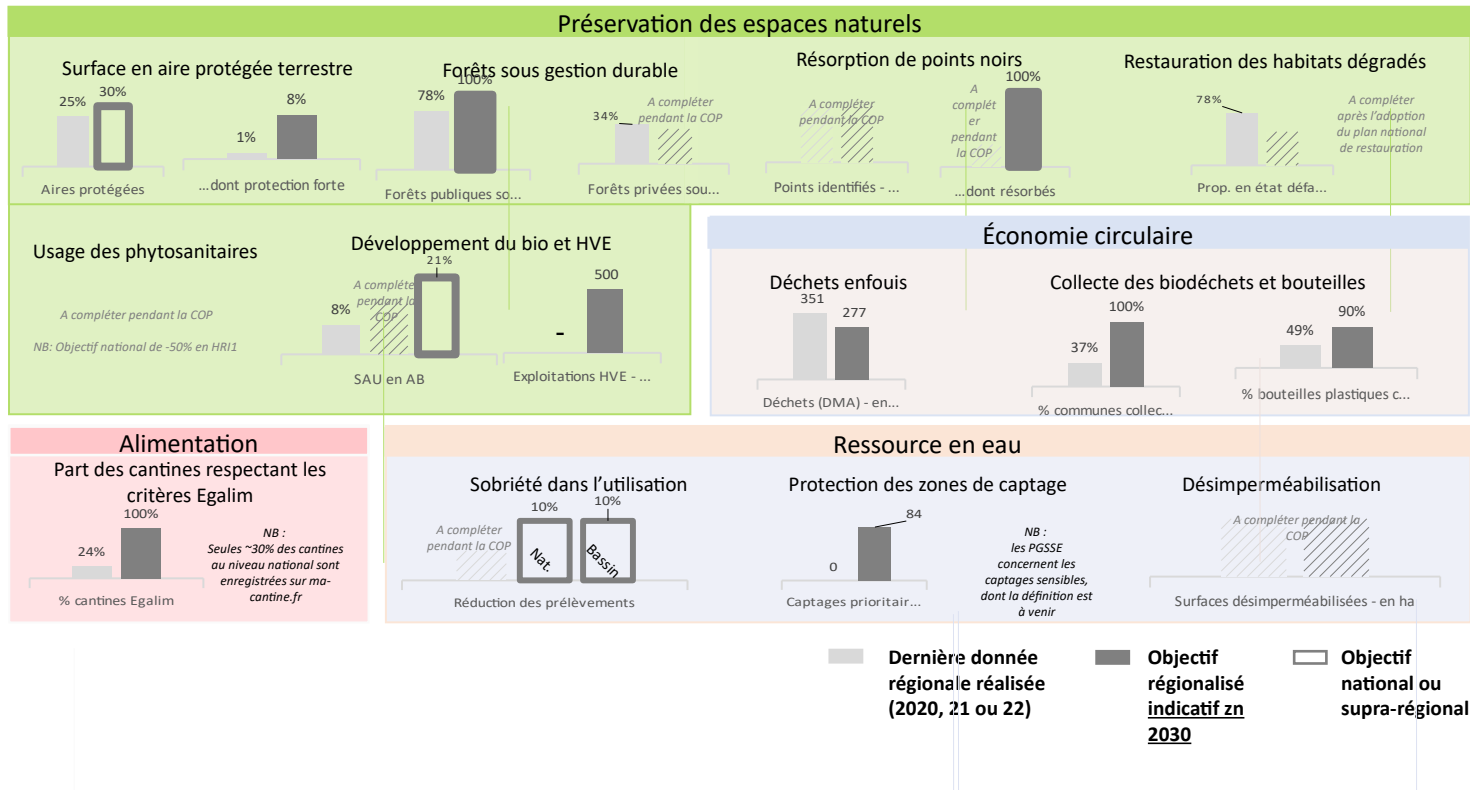 Préservation des espaces naturels
Surface en aire protégée terrestre
25%
30%
Aires protégées
1%
8%
...dont protection forte
Forêts sous gestion durable
78%
100%
Forêts publiques so...
34%
A compléter
pendant la COP
Forêts privées sou...
Résorption de points noirs
A compléter
pendant la COP
Points identifiés - ...
A
complét
er
pendant
la COP
100%
...dont résorbés
Restauration des habitats dégradés
78%
Prop. en état défa...
A compléter
après l'adoption
du plan national
de restauration
Usage des phytosanitaires
A compléter pendant la COP
NB: Objectif national de -50% en HRI1
Développement du bio et HVE
8%
A compléter
pendant la
COP
21%
SAU en AB
-
500
Exploitations HVE - ...
Économie circulaire
Déchets enfouis
351
277
Déchets (DMA) - en...
Collecte des biodéchets et bouteilles
37%
100%
% communes collec...
49%
90%
% bouteilles plastiques c...
Alimentation
Part des cantines respectant les
critères Egalim
24%
100%
% cantines Egalim
NB :
Seules ~30% des cantines
au niveau national sont
enregistrées sur ma-
cantine.fr
Ressource en eau
Sobriété dans l'utilisation
A compléter
pendant la COP
10%
Nat.
10%
Bassin
Réduction des prélèvements
Protection des zones de captage
0
84
Captages prioritair...
NB :
les PGSSE
concernent les
captages sensibles,
dont la définition est
à venir
Désimperméabilisation
A compléter pendant la
COP
Surfaces désimperméabilisées - en ha
Dernière donnée
régionale réalisée
(2020, 21 ou 22)
Objectif
régionalisé
indicatif zn
2030
Objectif
national ou
supra-régional